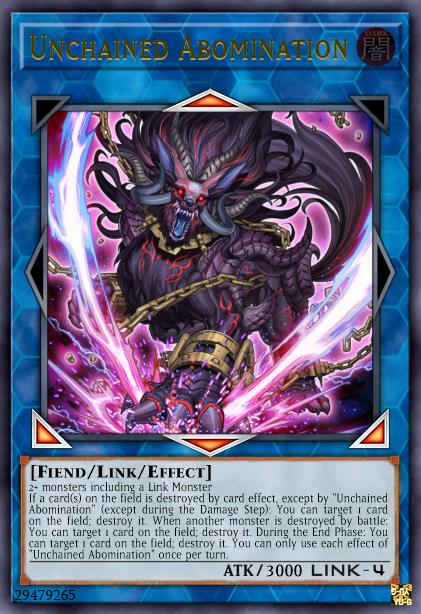 Unchained Abomination
DARK
闇
[Fiend/Link/Effect]
2+ monsters including a Link Monster
If a card(s) on the field is destroyed by card effect, except by "Unchained
Abomination" (except during the Damage Step): You can target 1 card
on the field; destroy it. When another monster is destroyed by battle:
You can target 1 card on the field; destroy it. During the End Phase: You
can target 1 card on the field; destroy it. You can only use each effect of
"Unchained Abomination" once per turn.
ATK/3000 LINK-4
29479265